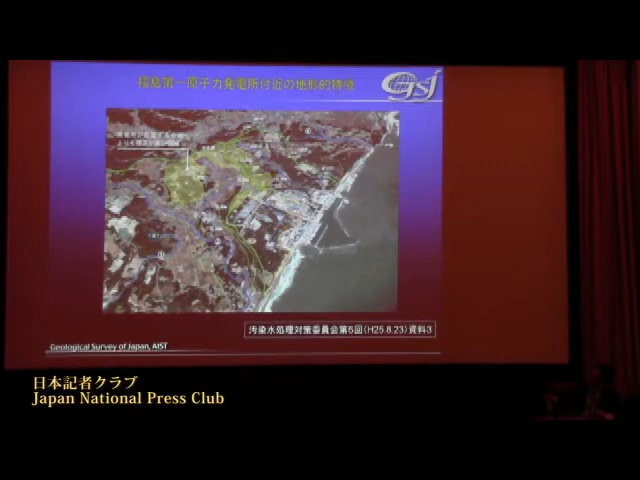 福島第一原子力発電所付近の地形的特徴
GSJ
汚染水処理対策委員会第5回(H25.8.23)資料3
Geological Survey of Japan, AIST
日本記者クラブ
Japan National Press Club